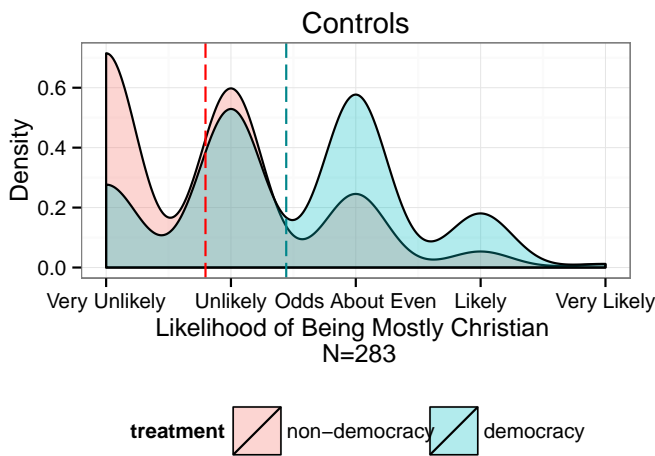 Controls
Density
0.6
0.4
0.2
0.0
Very Unlikely Unlikely Odds About Even Likely Very Likely
Likelihood of Being Mostly Christian
N=283
treatment non−democracy democracy